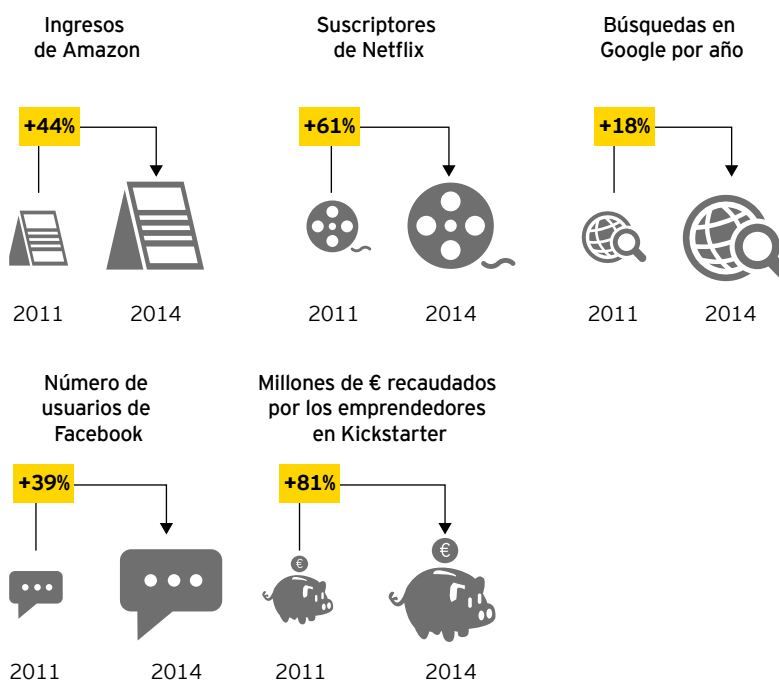 Ingresos
de Amazon
+44%
2011
2014
Suscriptores
de Netflix
+61%
2011
2014
Búsquedas en
Google por año
+18%
2011
2014
Número de
usuarios de
Facebook
+39%
2011
2014
Millones de € recaudados
por los emprendedores
en Kickstarter
+81%
€
€
2011
2014